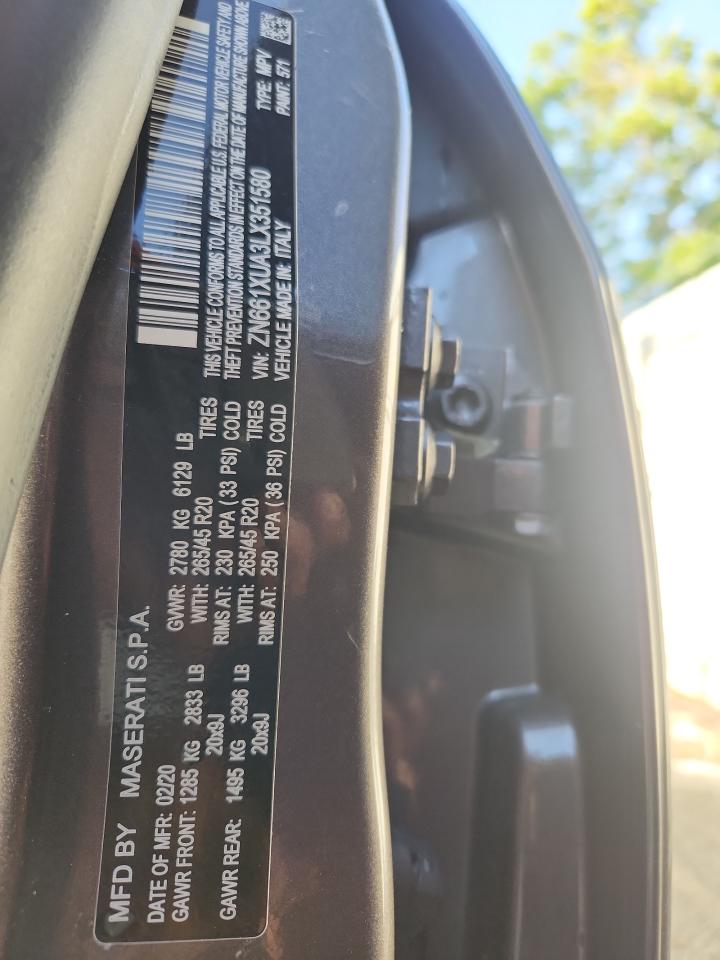 MFD BY MASERATI S.P.A.
DATE OF MFR: 02/20 GVWR: 2780 KG 6129 LB
GAWR FRONT: 1285 KG 2833 LB WITH: 265/45 R20 TIRES
20x9J RIMS AT: 230 KPA (33 PSI) COLD
GAWR REAR: 1495 KG 3296 LB WITH: 265/45 R20 TIRES
20x9J RIMS AT: 250 KPA (36 PSI) COLD
THIS VEHICLE CONFORMS TO ALL APPLICABLE U.S. FEDERAL MOTOR VEHICLE SAFETY AND
THEFT PREVENTION STANDARDS IN EFFECT ON THE DATE OF MANUFACTURE SHOWN ABOVE
VIN: ZN661XUA3LX351580 TYPE: MPV
VEHICLE MADE IN: ITALY PAINT: 571